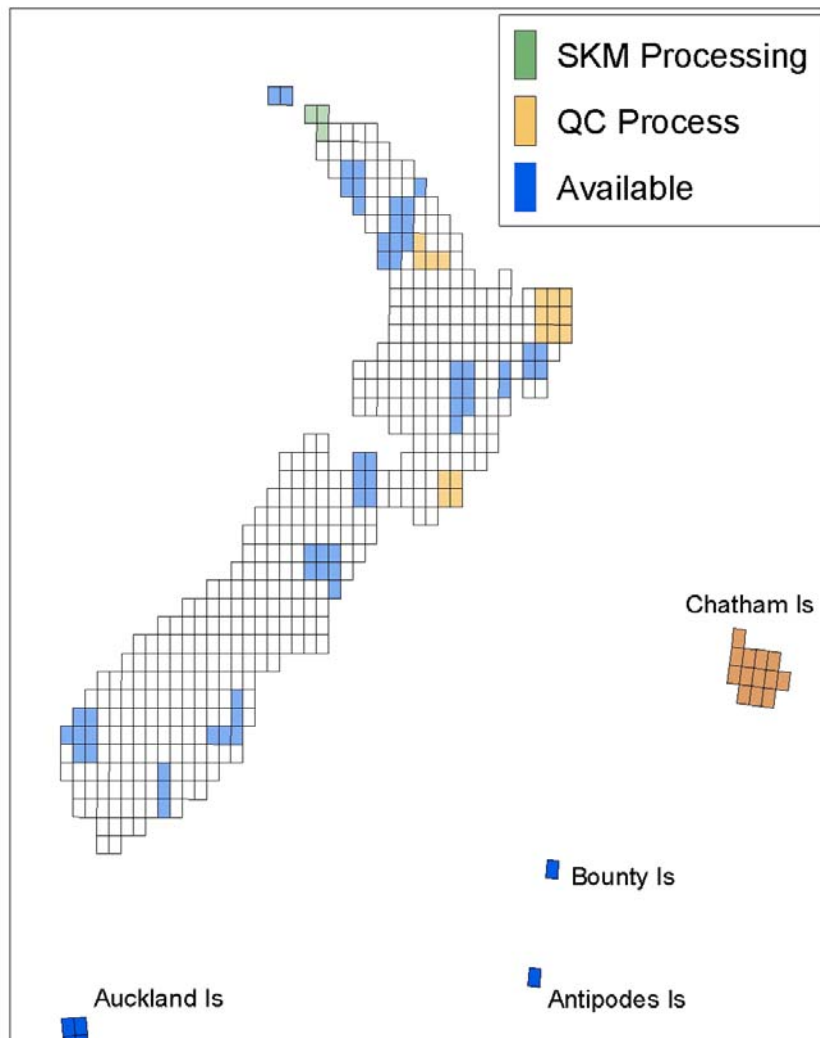 SKM Processing
QC Process
Available
Chatham Is
Bounty Is
Auckland Is
Antipodes Is